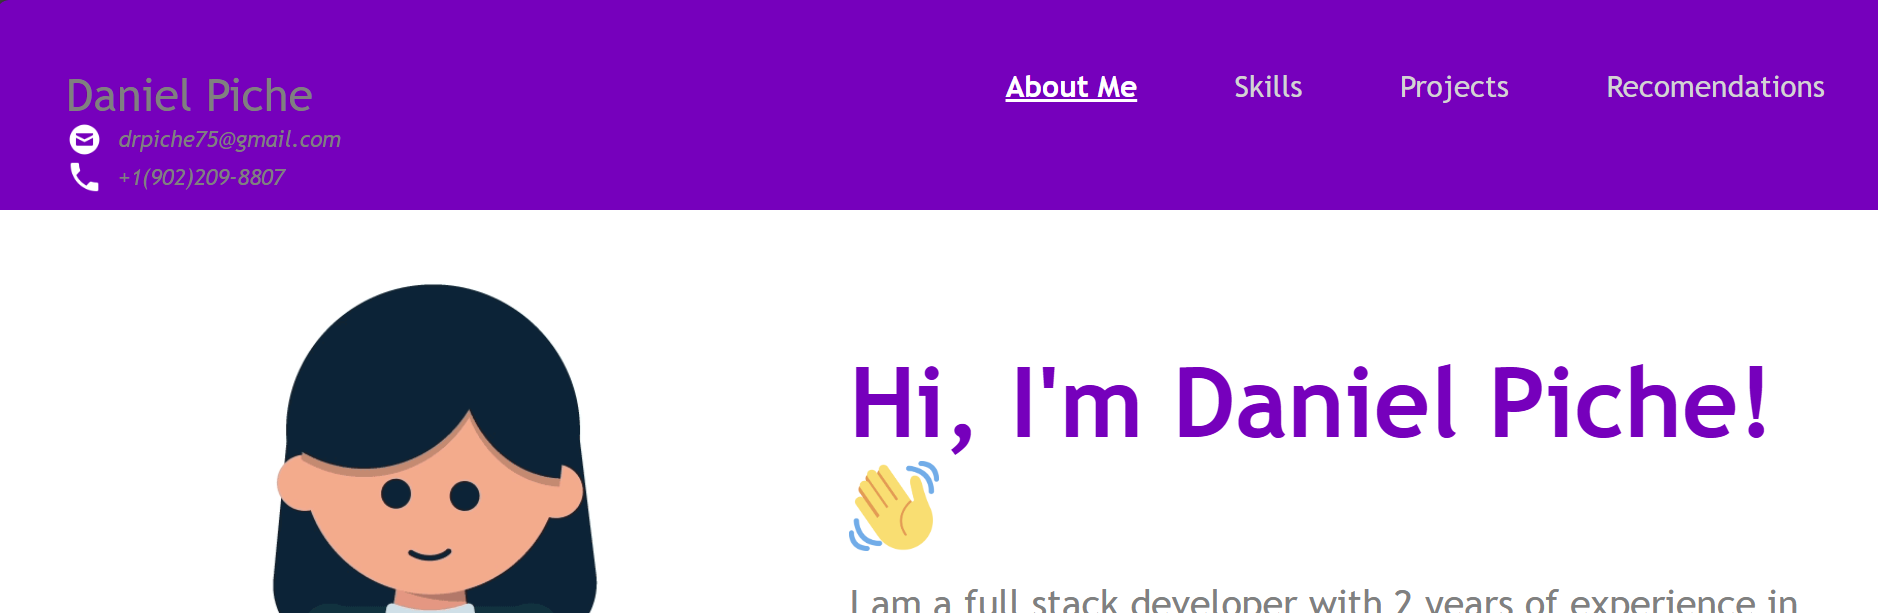 Daniel Piche
drpiche75@gmail.com
+1(902)209-8807
About Me Skills Projects Recomendations
Hi, I'm Daniel Piche!
I am a full stack developer with 2 years of experience in